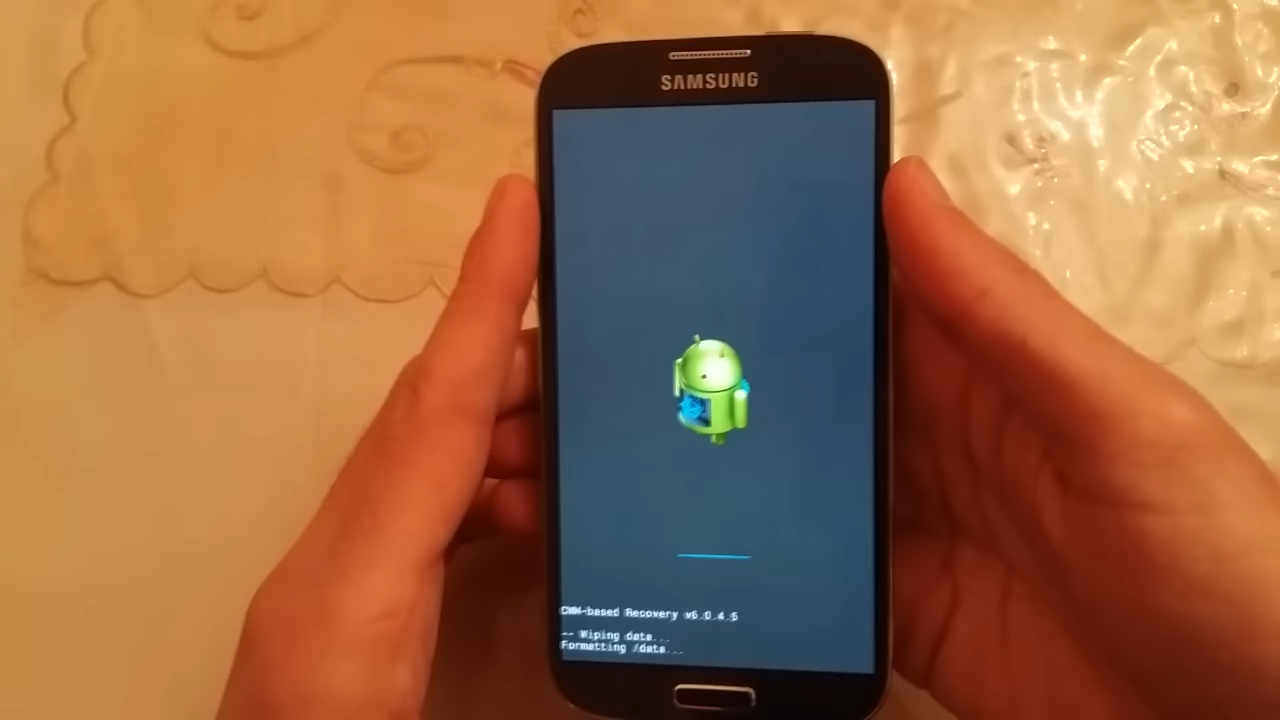 SAMSUNG
CWM-based Recovery v6.0.4.5
-- Wiping data...
Formatting /data...